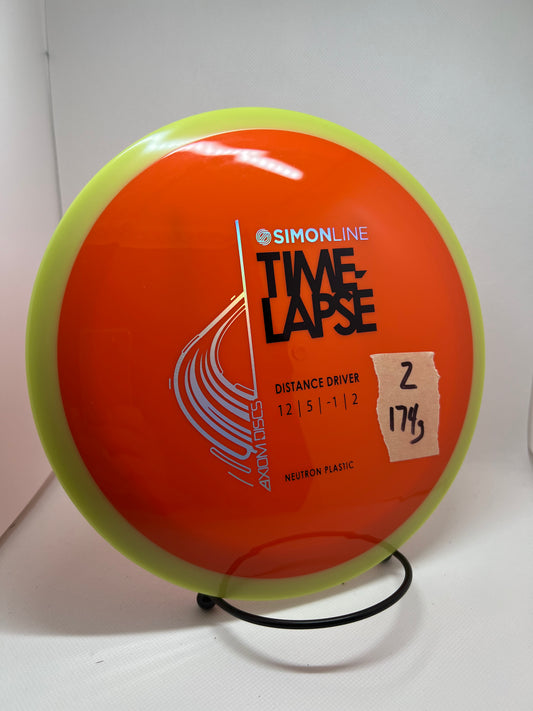 SIMONLINE
TIME-
LAPSE
DISTANCE DRIVER
12 | 5 | -1 | 2
NEUTRON PLASTIC
AXIOM DISCS
2
174g